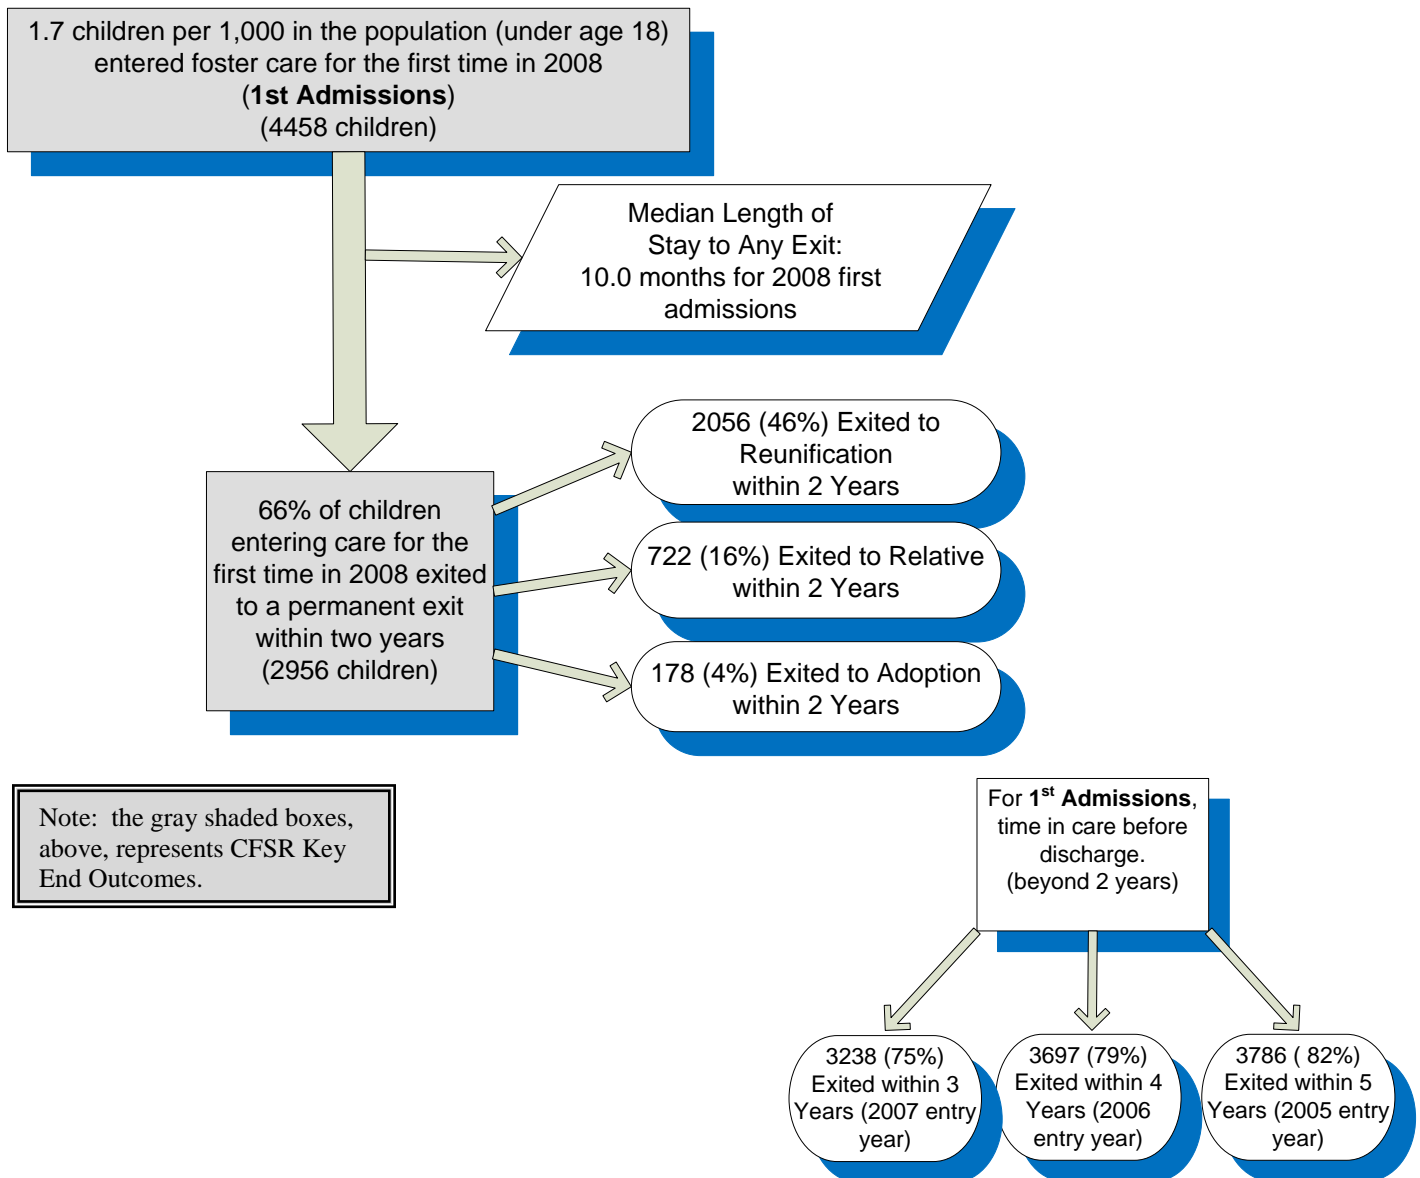 1.7 children per 1,000 in the population (under age 18)
entered foster care for the first time in 2008
(1st Admissions)
(4458 children)
Median Length of
Stay to Any Exit:
10.0 months for 2008 first
admissions
2056 (46%) Exited to
Reunification
within 2 Years
66% of children
entering care for the
first time in 2008 exited
to a permanent exit
within two years
(2956 children)
722 (16%) Exited to Relative
within 2 Years
178 (4%) Exited to Adoption
within 2 Years
Note:  the gray shaded boxes,
above, represents CFSR Key
End Outcomes.
For 1st Admissions,
time in care before
discharge.
(beyond 2 years)
3238 (75%)
Exited within 3
Years (2007 entry
year)
3697 (79%)
Exited within 4
Years (2006
entry year)
3786 ( 82%)
Exited within 5
Years (2005 entry
year)